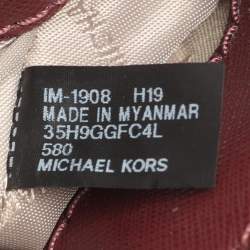 IM-1908 H19
MADE IN MYANMAR
35H9GGFC4L
580
MICHAEL KORS